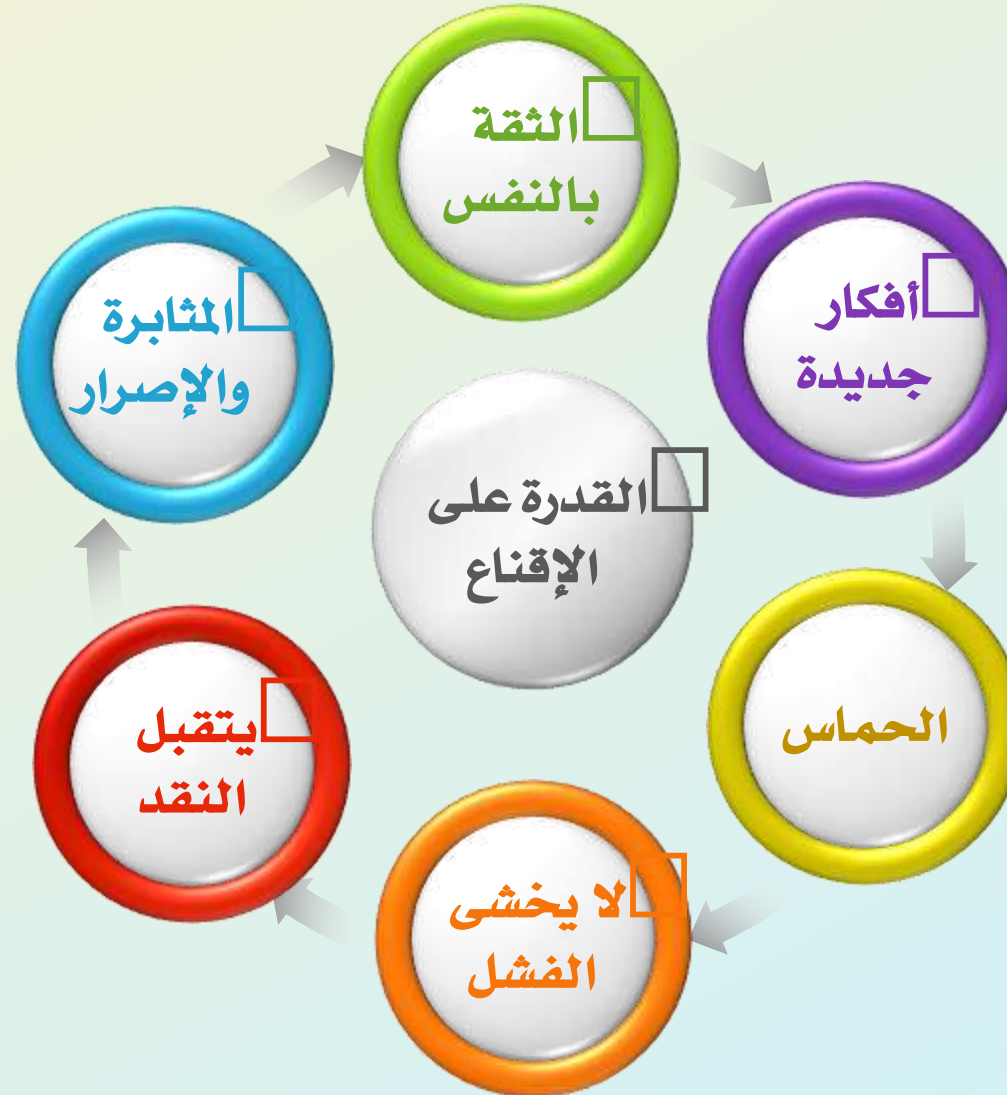 الثقة
بالنفس
أفكار
جديدة
الحماس
لا يخشى
الفشل
يتقبل
النقد
المثابرة
والإصرار
القدرة على
الإقناع